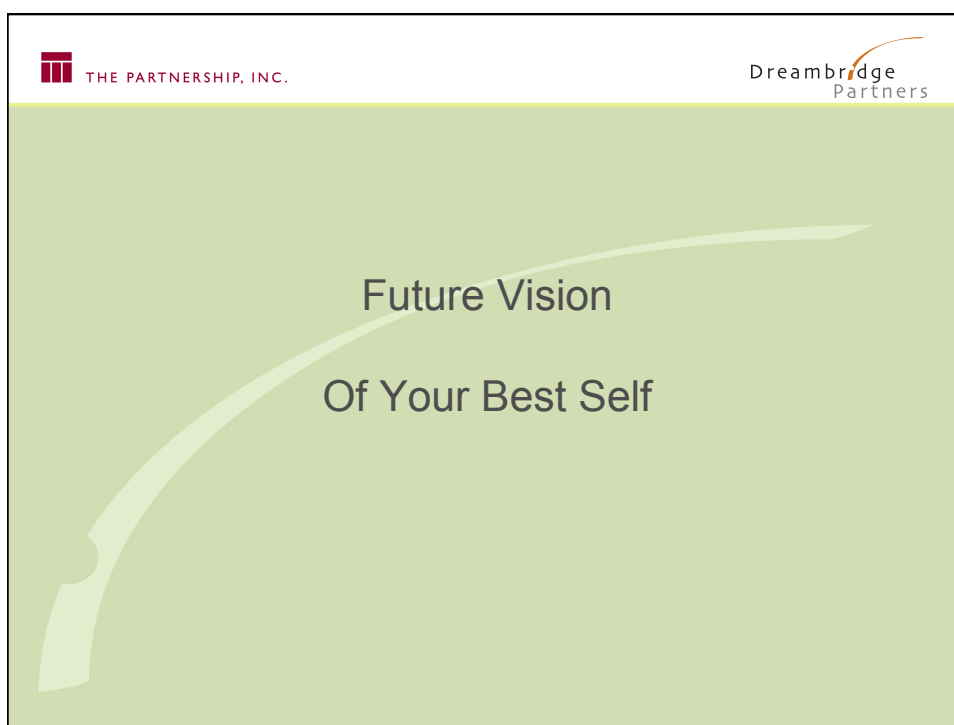 THE PARTNERSHIP, INC.
Dreambridge
Partners
Future Vision
Of Your Best Self